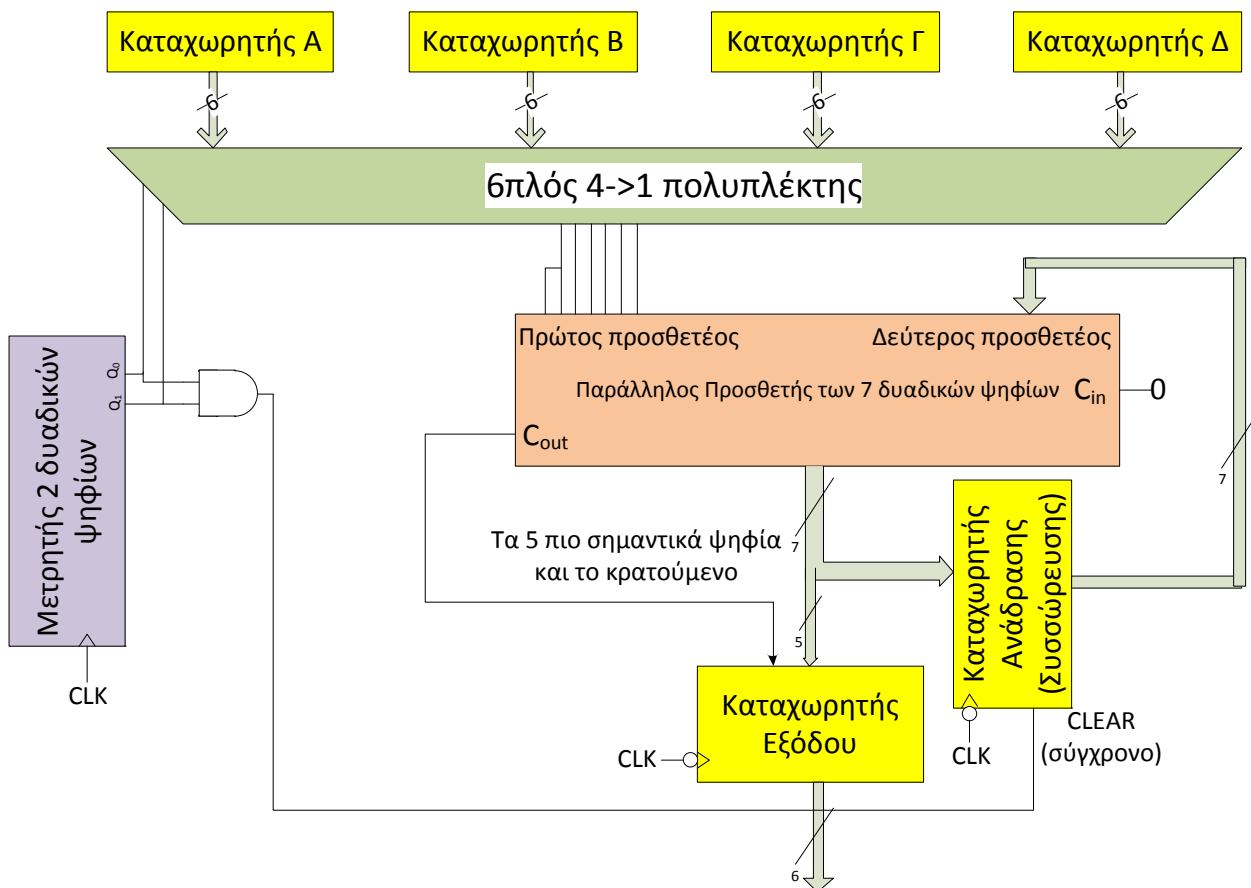 Καταχωρητής Α
Καταχωρητής Β
Καταχωρητής Γ
Καταχωρητής Δ
6
6
6
6
6πλός 4->1 πολυπλέκτης
Μετρητής 2 δυαδικών
ψηφίων
Q₀
Q₁
CLK
Πρώτος προσθετέος
Δεύτερος προσθετέος
Παράλληλος Προσθετής των 7 δυαδικών ψηφίων
Cin
0
Cout
7
Τα 5 πιο σημαντικά ψηφία
και το κρατούμενο
7
5
Καταχωρητής
Ανάδρασης
(Συσσώρευσης)
CLK
CLEAR
(σύγχρονο)
Καταχωρητής
Εξόδου
CLK
6